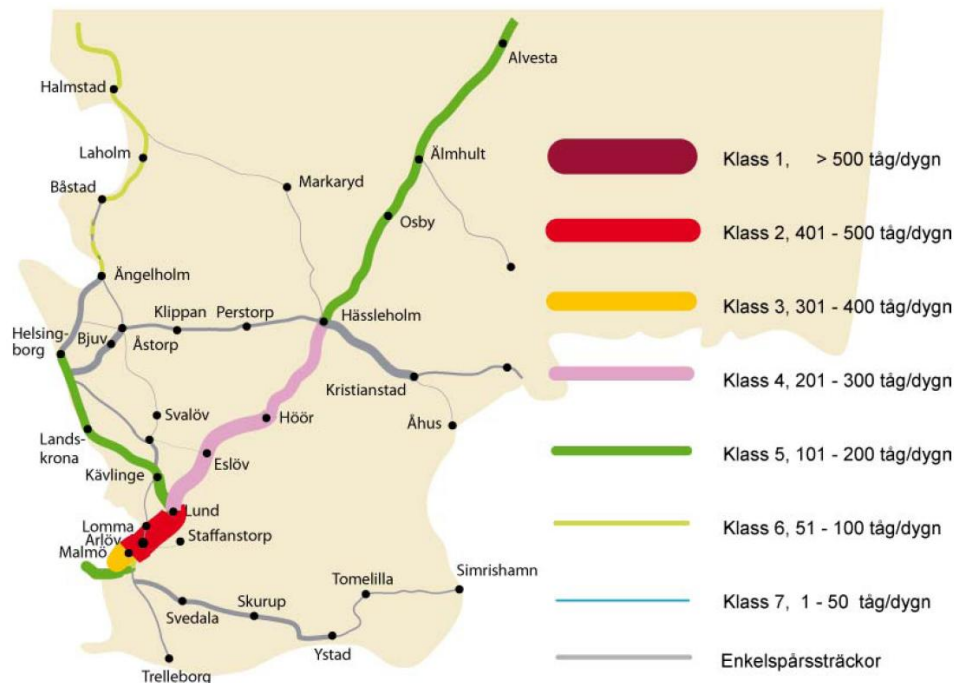 Alvesta
Halmstad
Laholm
Älmhult
Klass 1, > 500 tåg/dygn
Markaryd
Båstad
Osby
Klass 2, 401 - 500 tåg/dygn
Ängelholm
Klippan
Perstorp
Hässleholm
Klass 3, 301 - 400 tåg/dygn
Helsing-
borg
Bjuv
Åstorp
Kristianstad
Klass 4, 201 - 300 tåg/dygn
Svalöv
Höör
Åhus
Lands-
krona
Eslöv
Klass 5, 101 - 200 tåg/dygn
Kävlinge
Lund
Lomma
Arlöv
Staffanstorp
Malmö
Klass 6, 51 - 100 tåg/dygn
Tomelilla
Simrishamn
Svedala
Skurup
Klass 7, 1 - 50 tåg/dygn
Ystad
Trelleborg
Enkelspårssträckor